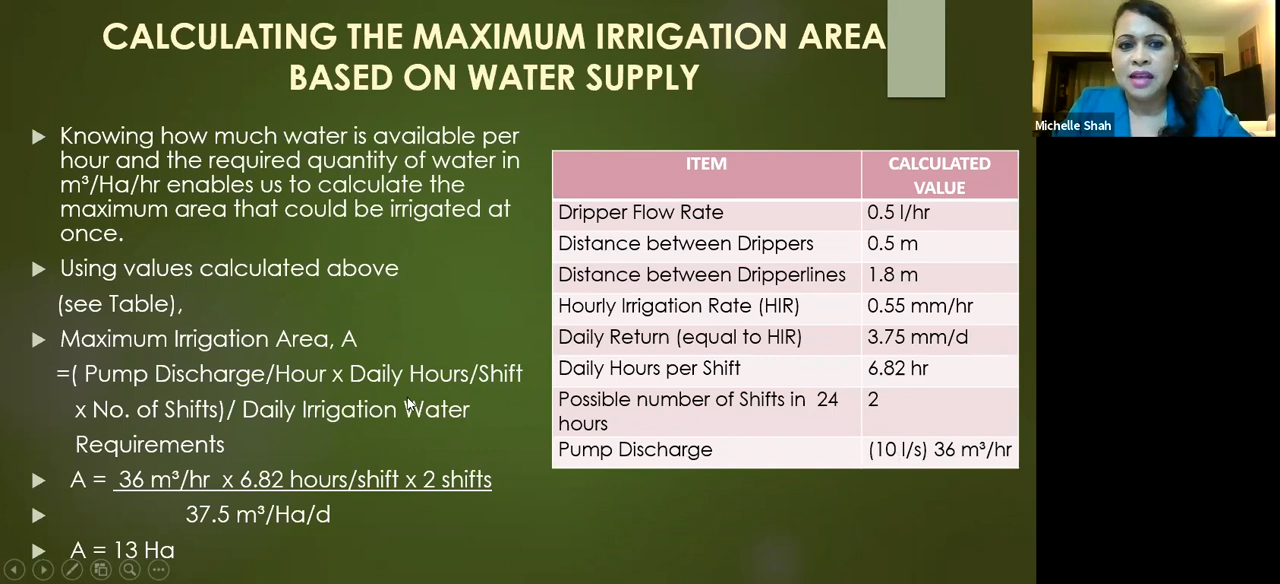 CALCULATING THE MAXIMUM IRRIGATION AREA
BASED ON WATER SUPPLY
Knowing how much water is available per
hour and the required quantity of water in
m³/Ha/hr enables us to calculate the
maximum area that could be irrigated at
once.
Using values calculated above
(see Table),
Maximum Irrigation Area, A
=( Pump Discharge/Hour x Daily Hours/Shift
x No. of Shifts)/ Daily Irrigation Water
Requirements
A = 36 m³/hr x 6.82 hours/shift x 2 shifts
37.5 m³/Ha/d
A = 13 Ha
ITEM CALCULATED
VALUE
Dripper Flow Rate 0.5 l/hr
Distance between Drippers 0.5 m
Distance between Dripperlines 1.8 m
Hourly Irrigation Rate (HIR) 0.55 mm/hr
Daily Return (equal to HIR) 3.75 mm/d
Daily Hours per Shift 6.82 hr
Possible number of Shifts in 24 2
hours
Pump Discharge (10 l/s) 36 m³/hr
Michelle Shah